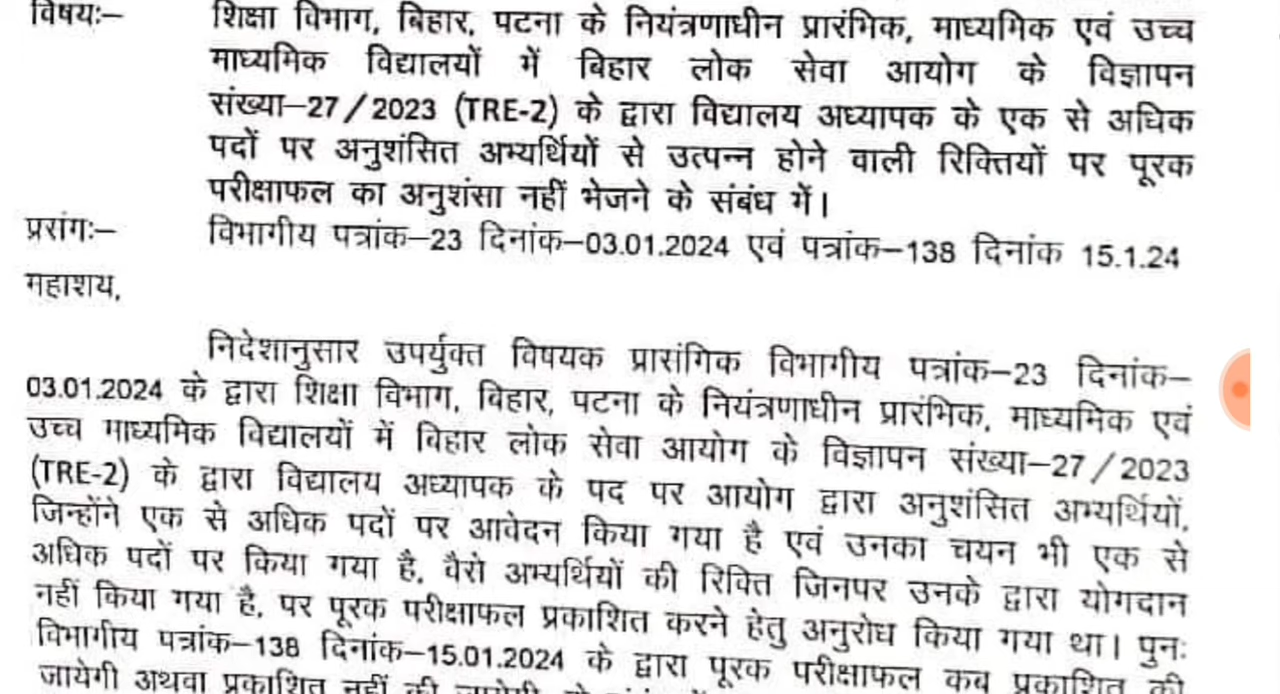 विषयः– शिक्षा विभाग, बिहार, पटना के नियंत्रणाधीन प्रारंभिक, माध्यमिक एवं उच्च
माध्यमिक विद्यालयों में बिहार लोक सेवा आयोग के विज्ञापन
संख्या–27/2023 (TRE-2) के द्वारा विद्यालय अध्यापक के एक से अधिक
पदों पर अनुशंसित अभ्यर्थियों से उत्पन्न होने वाली रिक्तियों पर पूरक
परीक्षाफल का अनुशंसा नहीं भेजने के संबंध में।
प्ररांगः– विभागीय पत्रांक–23 दिनांक–03.01.2024 एवं पत्रांक–138 दिनांक 15.1.24
महाशय,
निदेशानुसार उपर्युक्त विषयक प्रासंगिक विभागीय पत्रांक–23 दिनांक–
03.01.2024 के द्वारा शिक्षा विभाग, बिहार, पटना के नियंत्रणाधीन प्रारंभिक, माध्यमिक एवं
उच्च माध्यमिक विद्यालयों में बिहार लोक सेवा आयोग के विज्ञापन संख्या–27/2023
(TRE-2) के द्वारा विद्यालय अध्यापक के पद पर आयोग द्वारा अनुशंसित अभ्यर्थियों,
जिन्होंने एक से अधिक पदों पर आवेदन किया गया है एवं उनका चयन भी एक से
अधिक पदों पर किया गया है, वैसे अभ्यर्थियों की रिक्ति जिनपर उनके द्वारा योगदान
नहीं किया गया है, पर पूरक परीक्षाफल प्रकाशित करने हेतु अनुरोध किया गया था। पुनः
विभागीय पत्रांक–138 दिनांक–15.01.2024 के द्वारा पूरक परीक्षाफल कब प्रकाशित की
जायेगी अथवा प्रकाशित नहीं की जायेगी